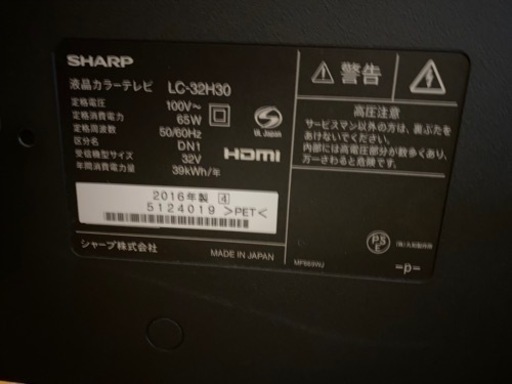 SHARP
液晶カラーテレビ LC-32H30
定格電圧 100V～
定格消費電力 65W
定格周波数 50/60Hz
区分名 DN1
受信機型サイズ 32V
年間消費電力量 39kWh/年
HDMI
2016年製 4
5124019 >PET<
シャープ株式会社
MADE IN JAPAN
警告
高圧注意
サービスマン以外の方は、裏ぶたを
あけないでください。
内部には高電圧部分が数多くあり、
万一さわると危険です。
PSE
-p-